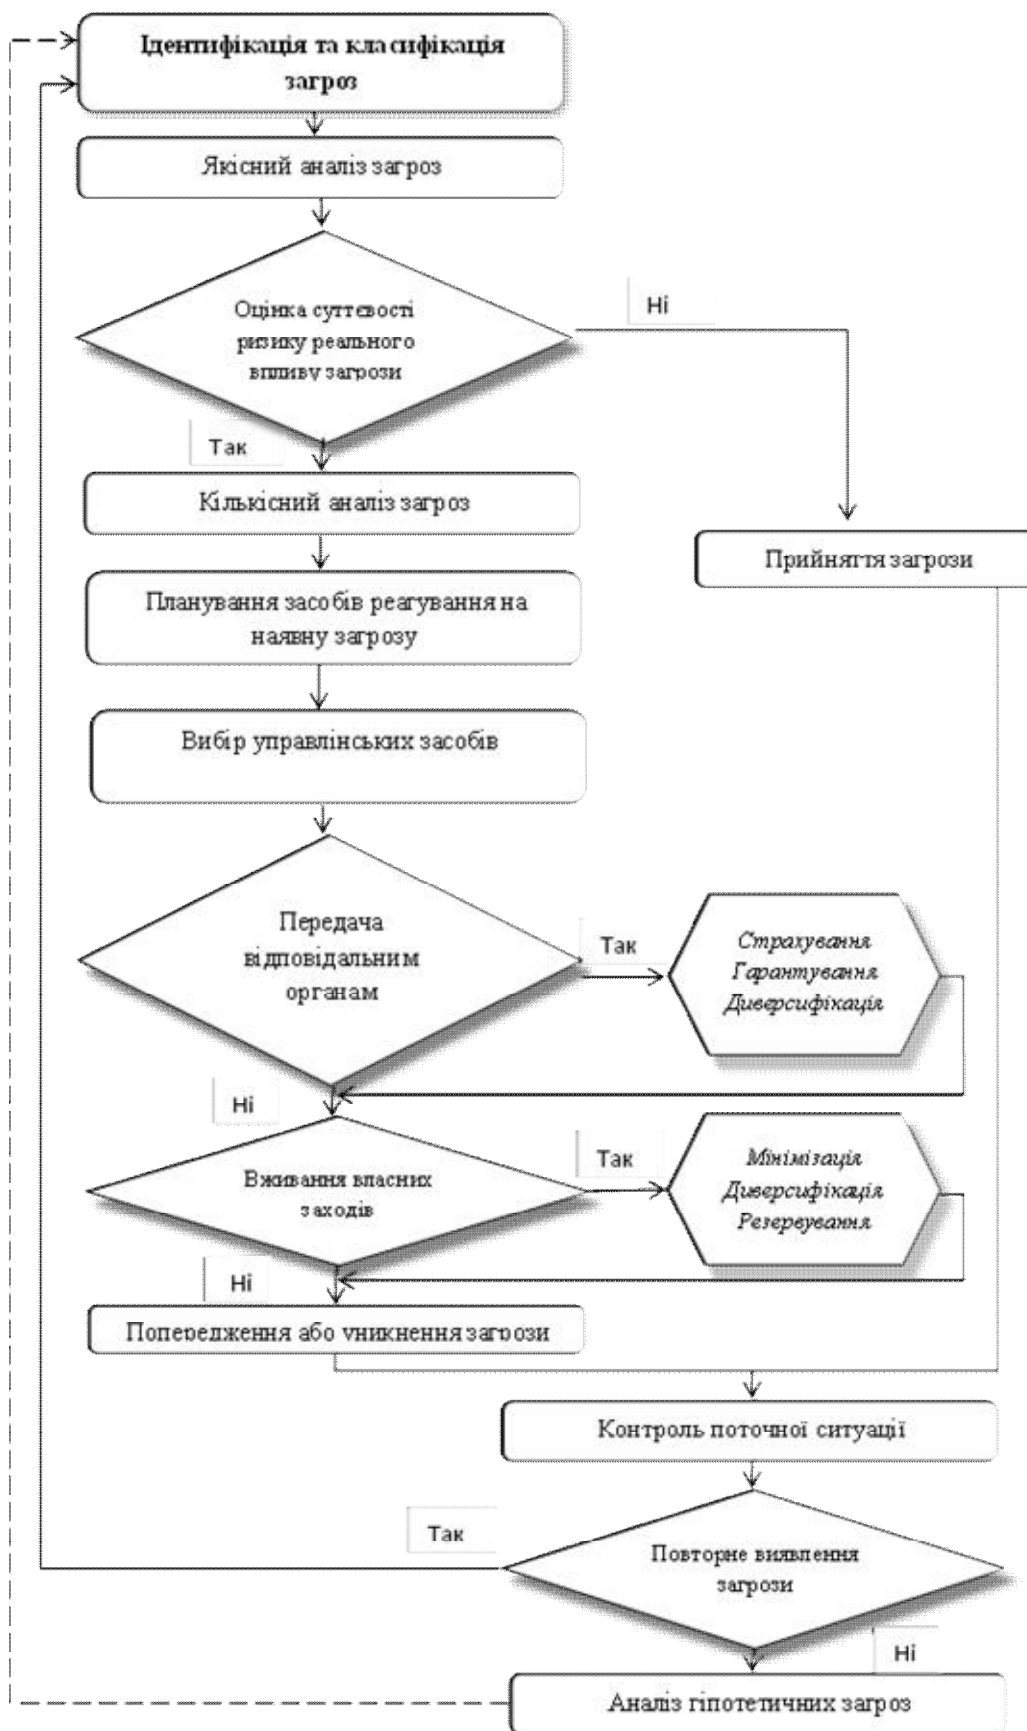 Ідентифікація та класифікація
загроз
Якісний аналіз загроз
Оцінка суттєвості
ризику реального
впливу загрози
Ні
Так
Кількісний аналіз загроз
Прийняття загрози
Планування засобів реагування на
наявну загрозу
Вибір управлінських засобів
Передача
відповідальним
органам
Так
Страхування
Гарантування
Диверсифікація
Ні
Вживання власних
заходів
Так
Мінімізація
Диверсифікація
Резервування
Ні
Попередження або уникнення загрози
Контроль поточної ситуації
Так
Повторне виявлення
загрози
Ні
Аналіз гіпотетичних загроз